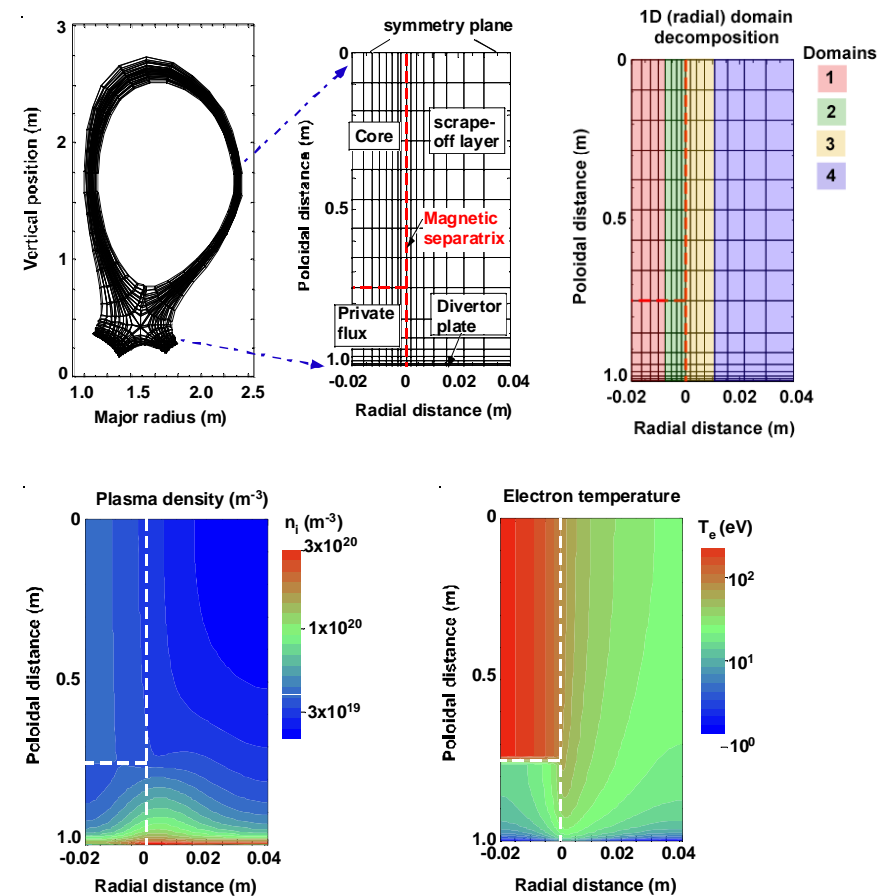 3
2
1
0
Vertical position (m)
1.0
1.5
2.0
2.5
Major radius (m)
symmetry plane
0
0.5
1.0
Poloidal distance (m)
Core
scrape-
off layer
Magnetic
separatrix
Private
flux
Divertor
plate
-0.02
0
0.02
0.04
Radial distance (m)
1D (radial) domain
decomposition
0
0.5
1.0
Poloidal distance (m)
-0.02
0
0.02
0.04
Radial distance (m)
Domains
1
2
3
4
Plasma density (m⁻³)
0
0.5
1.0
Poloidal distance (m)
-0.02
0
0.02
0.04
Radial distance (m)
nᵢ (m⁻³)
3x10²⁰
1x10²⁰
3x10¹⁹
Electron temperature
0
0.5
1.0
Poloidal distance (m)
-0.02
0
0.02
0.04
Radial distance (m)
Tₑ (eV)
10²
10¹
10⁰